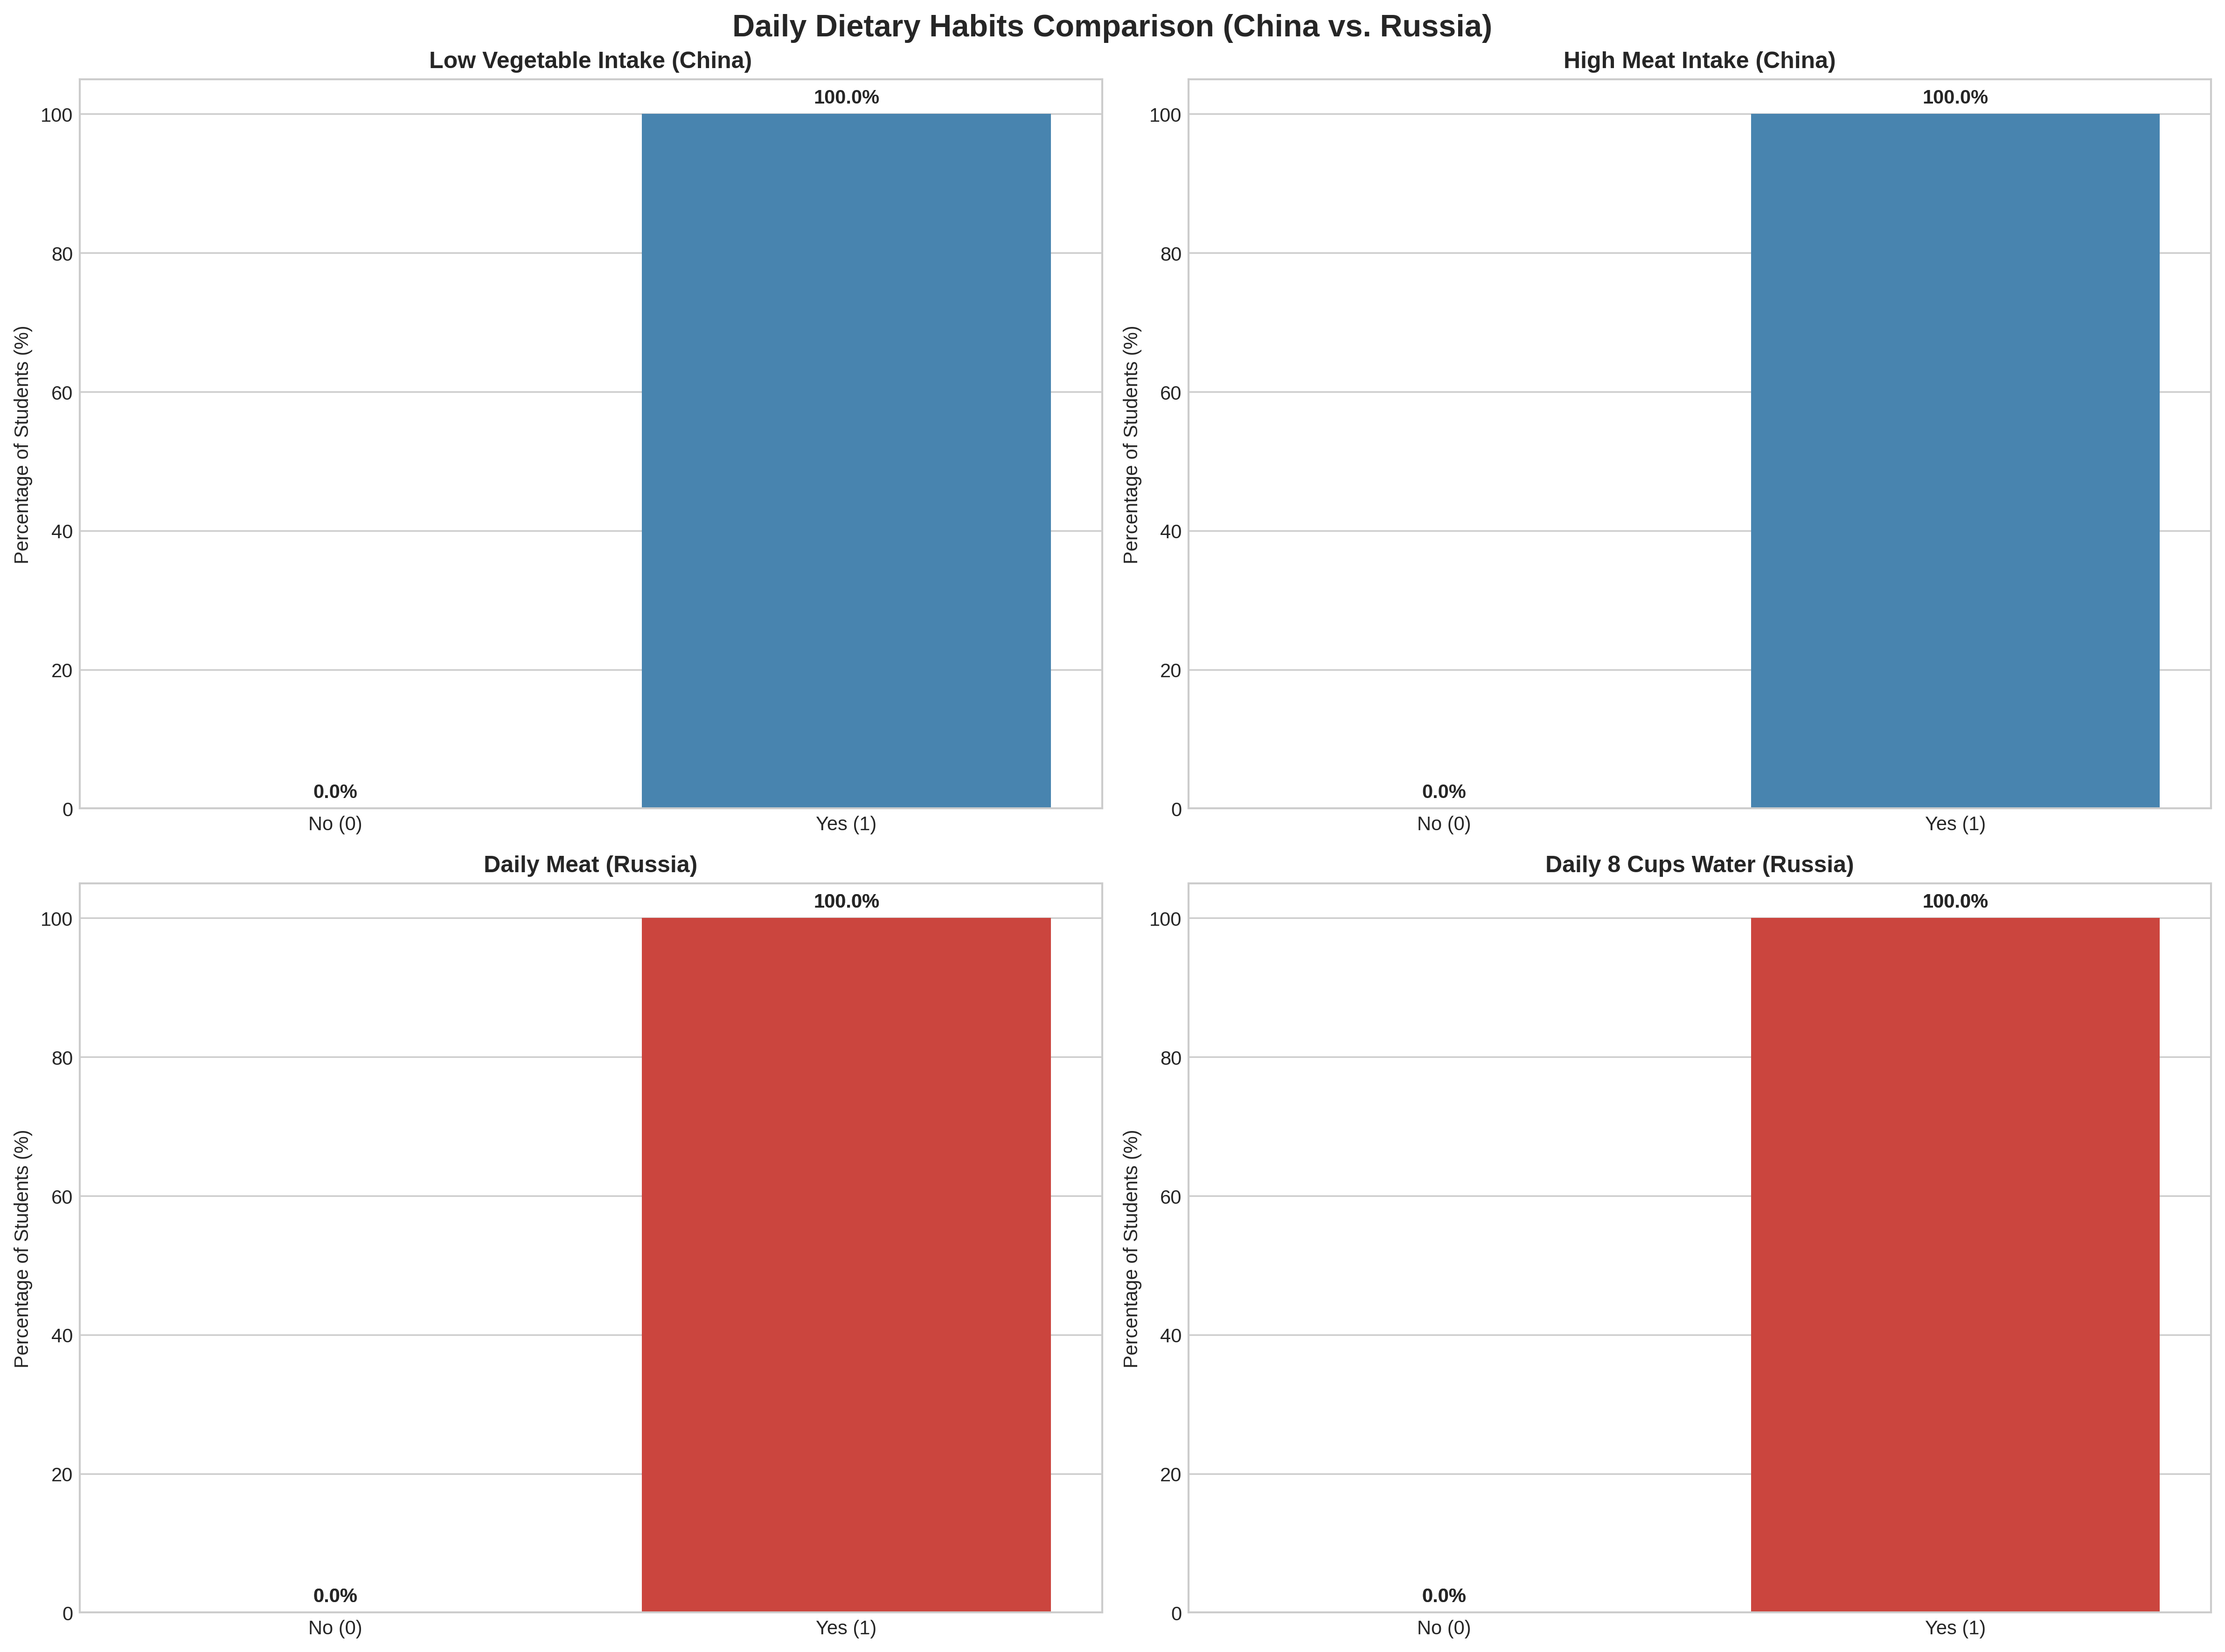 Daily Dietary Habits Comparison (China vs. Russia)
Low Vegetable Intake (China)
Percentage of Students (%)
100
80
60
40
20
0
0.0%
100.0%
No (0)
Yes (1)
High Meat Intake (China)
Percentage of Students (%)
100
80
60
40
20
0
0.0%
100.0%
No (0)
Yes (1)
Daily Meat (Russia)
Percentage of Students (%)
100
80
60
40
20
0
0.0%
100.0%
No (0)
Yes (1)
Daily 8 Cups Water (Russia)
Percentage of Students (%)
100
80
60
40
20
0
0.0%
100.0%
No (0)
Yes (1)